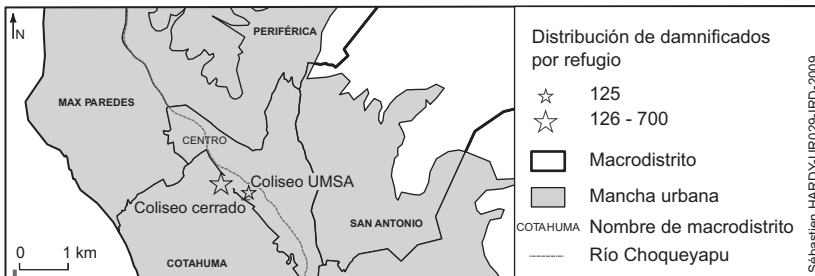 N
PERIFÉRICA
MAX PAREDES
CENTRO
Coliseo UMSA
Coliseo cerrado
SAN ANTONIO
COTAHUMA
0 1 km
Distribución de damnificados
por refugio
125
126 - 700
Macrodistrito
Mancha urbana
COTAHUMA Nombre de macrodistrito
Río Choqueyapu
Sébastien HARDY-UR029-IRD-2009